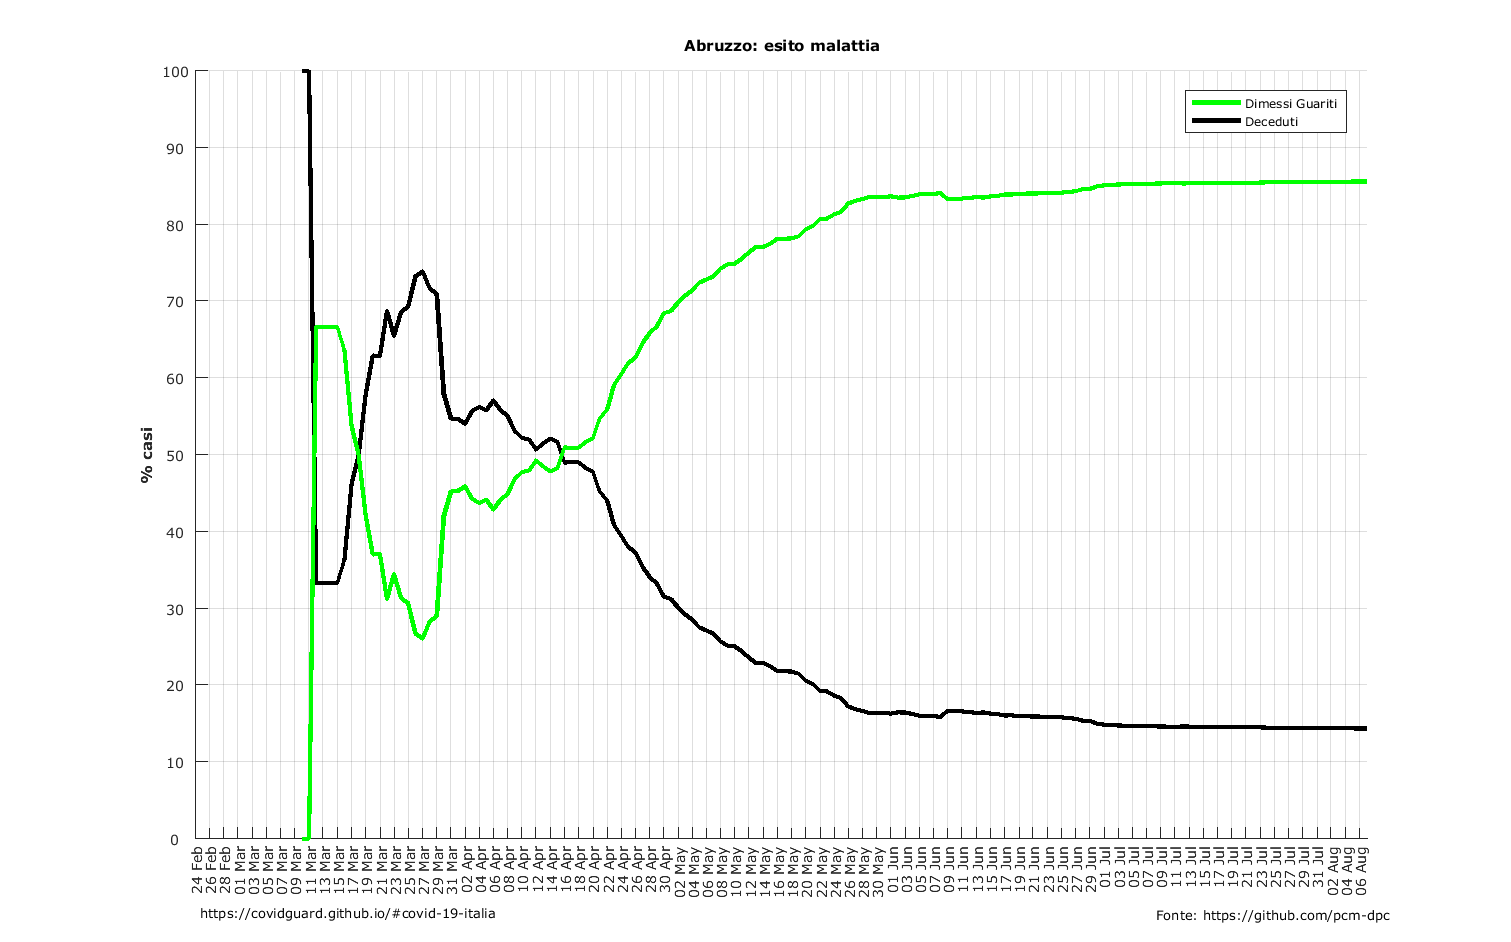 Abruzzo: esito malattia
Dimessi Guariti
Deceduti
% casi
100
90
80
70
60
50
40
30
20
10
0
24 Feb
26 Feb
28 Feb
01 Mar
03 Mar
05 Mar
07 Mar
09 Mar
11 Mar
13 Mar
15 Mar
17 Mar
19 Mar
21 Mar
23 Mar
25 Mar
27 Mar
29 Mar
31 Mar
02 Apr
04 Apr
06 Apr
08 Apr
10 Apr
12 Apr
14 Apr
16 Apr
18 Apr
20 Apr
22 Apr
24 Apr
26 Apr
28 Apr
30 Apr
02 May
04 May
06 May
08 May
10 May
12 May
14 May
16 May
18 May
20 May
22 May
24 May
26 May
28 May
30 May
01 Jun
03 Jun
05 Jun
07 Jun
09 Jun
11 Jun
13 Jun
15 Jun
17 Jun
19 Jun
21 Jun
23 Jun
25 Jun
27 Jun
29 Jun
01 Jul
03 Jul
05 Jul
07 Jul
09 Jul
11 Jul
13 Jul
15 Jul
17 Jul
19 Jul
21 Jul
23 Jul
25 Jul
27 Jul
29 Jul
31 Jul
02 Aug
04 Aug
06 Aug
https://covidguard.github.io/#covid-19-italia
Fonte: https://github.com/pcm-dpc